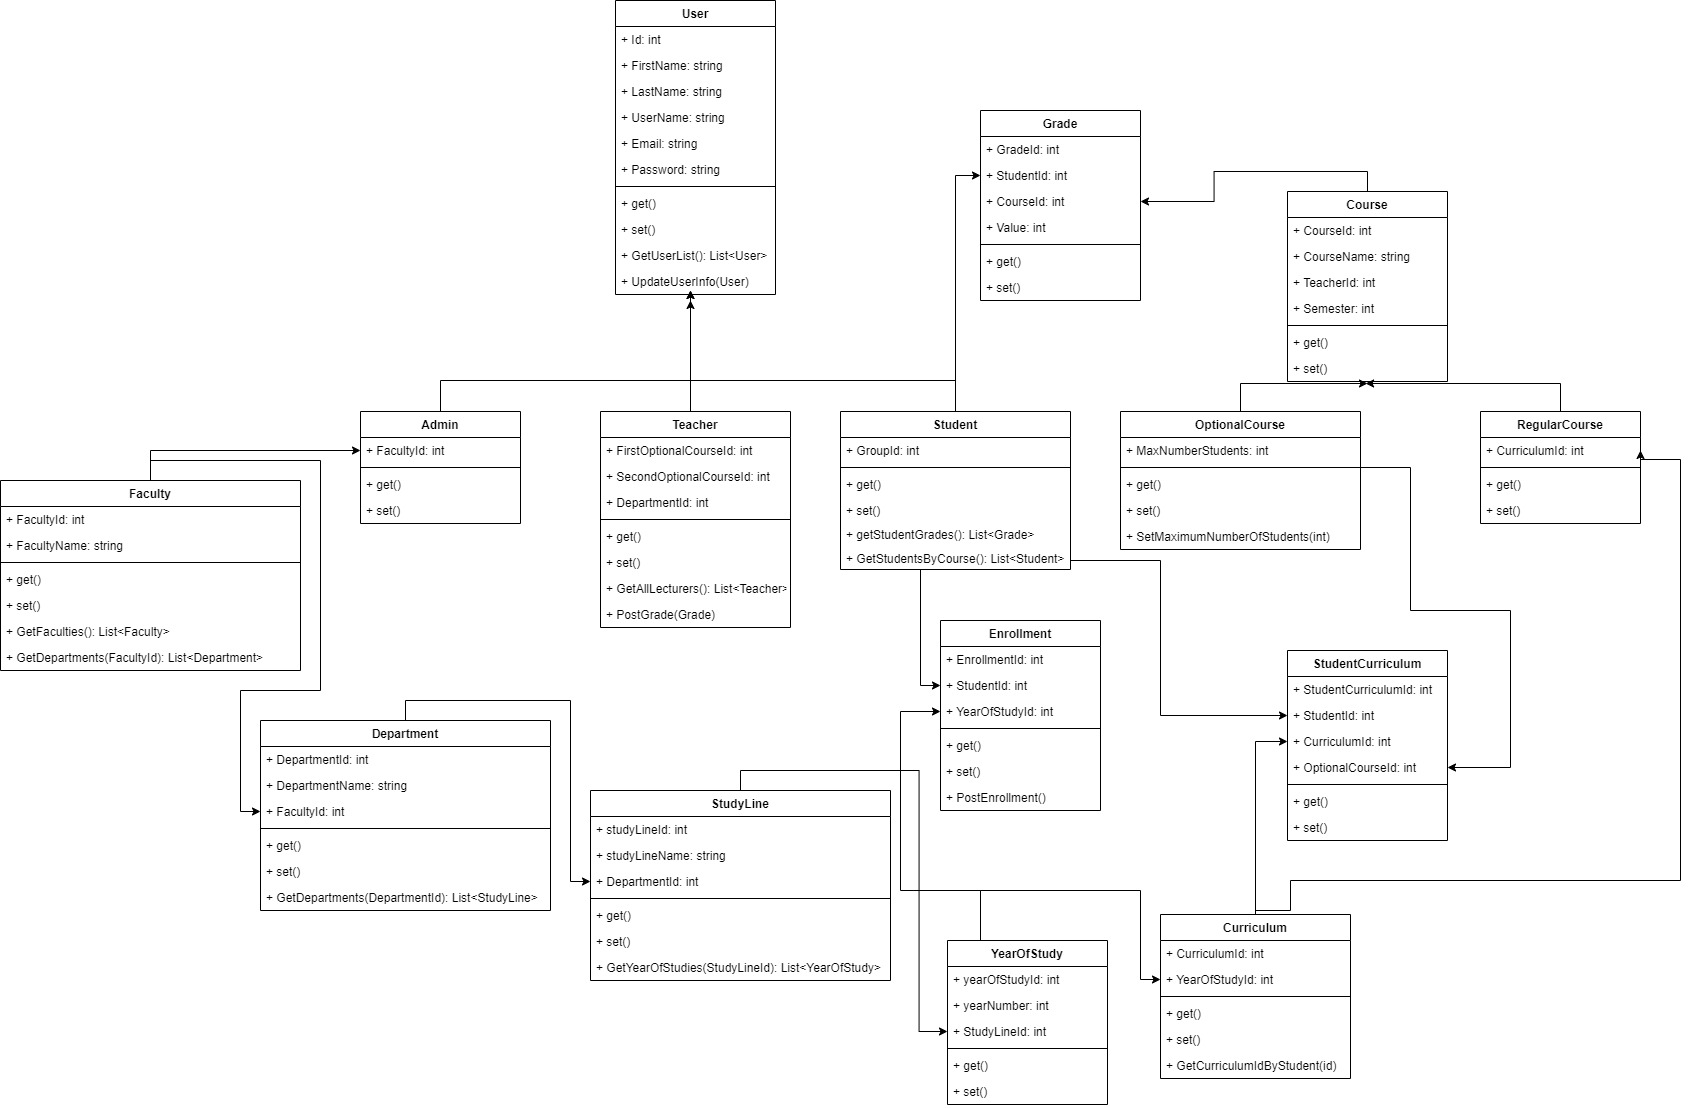 User
+ Id: int
+ FirstName: string
+ LastName: string
+ UserName: string
+ Email: string
+ Password: string
+ get()
+ set()
+ GetUserList(): List<User>
+ UpdateUserInfo(User)
Grade
+ GradeId: int
+ StudentId: int
+ CourseId: int
+ Value: int
+ get()
+ set()
Course
+ CourseId: int
+ CourseName: string
+ TeacherId: int
+ Semester: int
+ get()
+ set()
Admin
+ FacultyId: int
+ get()
+ set()
Teacher
+ FirstOptionalCourseId: int
+ SecondOptionalCourseId: int
+ DepartmentId: int
+ get()
+ set()
+ GetAllLecturers(): List<Teacher>
+ PostGrade(Grade)
Student
+ GroupId: int
+ get()
+ set()
+ getStudentGrades(): List<Grade>
+ GetStudentsByCourse(): List<Student>
OptionalCourse
+ MaxNumberStudents: int
+ get()
+ set()
+ SetMaximumNumberOfStudents(int)
RegularCourse
+ CurriculumId: int
+ get()
+ set()
Faculty
+ FacultyId: int
+ FacultyName: string
+ get()
+ set()
+ GetFaculties(): List<Faculty>
+ GetDepartments(FacultyId): List<Department>
Enrollment
+ EnrollmentId: int
+ StudentId: int
+ YearOfStudyId: int
+ get()
+ set()
+ PostEnrollment()
StudentCurriculum
+ StudentCurriculumId: int
+ StudentId: int
+ CurriculumId: int
+ OptionalCourseId: int
+ get()
+ set()
Department
+ DepartmentId: int
+ DepartmentName: string
+ FacultyId: int
+ get()
+ set()
+ GetDepartments(DepartmentId): List<StudyLine>
StudyLine
+ studyLineId: int
+ studyLineName: string
+ DepartmentId: int
+ get()
+ set()
+ GetYearOfStudies(StudyLineId): List<YearOfStudy>
YearOfStudy
+ yearOfStudyId: int
+ yearNumber: int
+ StudyLineId: int
+ get()
+ set()
Curriculum
+ CurriculumId: int
+ YearOfStudyId: int
+ get()
+ set()
+ GetCurriculumIdByStudent(id)